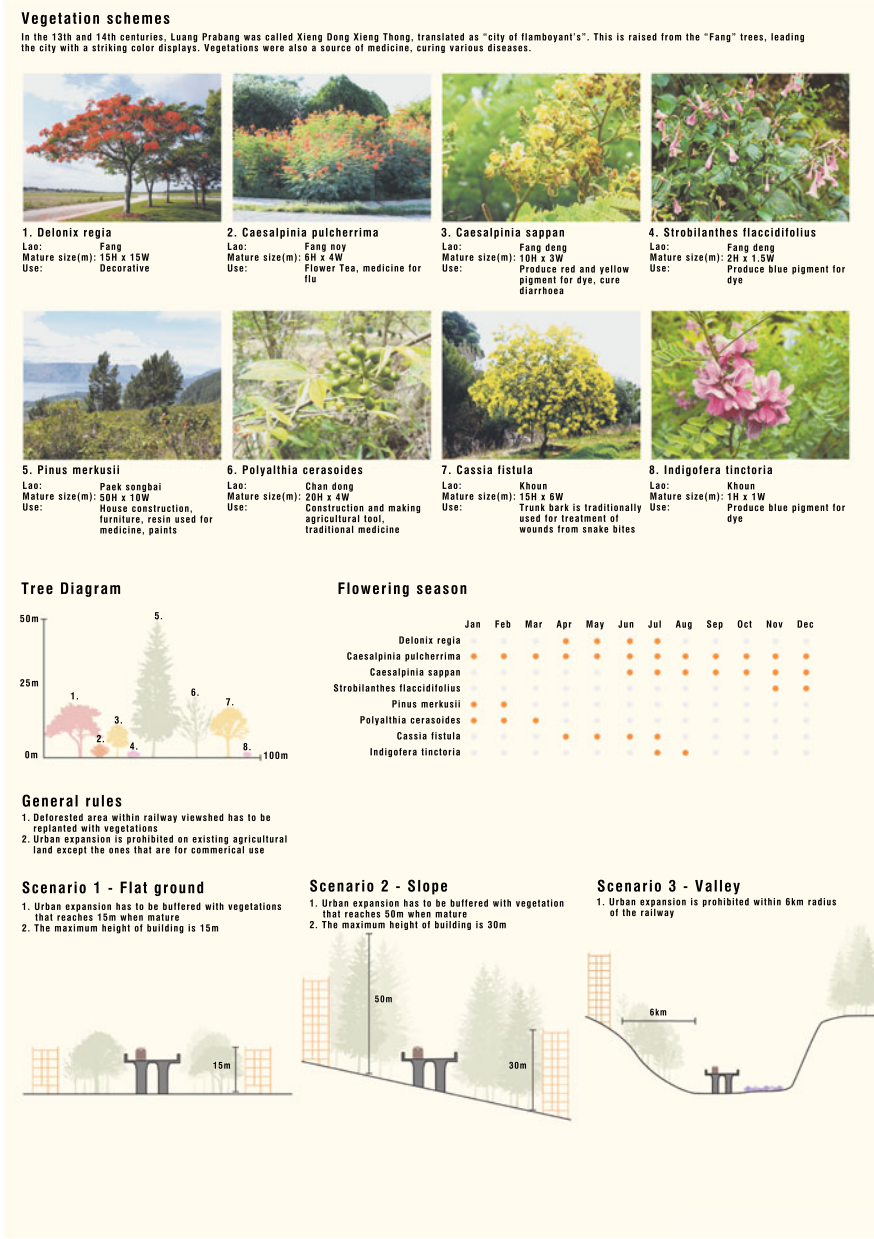 Vegetation schemes
In the 13th and 14th centuries, Luang Prabang was called Xieng Dong Xieng Thong, translated as “city of flamboyant’s”. This is raised from the “Fang” trees, leading
the city with a striking color displays. Vegetations were also a source of medicine, curing various diseases.
1. Delonix regia
Lao: Fang
Mature size(m): 15H x 15W
Use: Decorative
2. Caesalpinia pulcherrima
Lao: Fang noy
Mature size(m): 6H x 4W
Use: Flower Tea, medicine for
flu
3. Caesalpinia sappan
Lao: Fang deng
Mature size(m): 10H x 3W
Use: Produce red and yellow
pigment for dye, cure
diarrhoea
4. Strobilanthes flaccidifolius
Lao: Fang deng
Mature size(m): 2H x 1.5W
Use: Produce blue pigment for
dye
5. Pinus merkusii
Lao: Paek songbai
Mature size(m): 50H x 10W
Use: House construction,
furniture, resin used for
medicine, paints
6. Polyalthia cerasoides
Lao: Chan dong
Mature size(m): 20H x 4W
Use: Construction and making
agricultural tool,
traditional medicine
7. Cassia fistula
Lao: Khoun
Mature size(m): 15H x 6W
Use: Trunk bark is traditionally
used for treatment of
wounds from snake bites
8. Indigofera tinctoria
Lao: Khoun
Mature size(m): 1H x 1W
Use: Produce blue pigment for
dye
Tree Diagram
50m
25m
0m
100m
1.
2.
3.
4.
5.
6.
7.
8.
Flowering season
Jan Feb Mar Apr May Jun Jul Aug Sep Oct Nov Dec
Delonix regia
Caesalpinia pulcherrima
Caesalpinia sappan
Strobilanthes flaccidifolius
Pinus merkusii
Polyalthia cerasoides
Cassia fistula
Indigofera tinctoria
General rules
1. Deforested area within railway viewshed has to be
replanted with vegetations
2. Urban expansion is prohibited on existing agricultural
land except the ones that are for commerical use
Scenario 1 - Flat ground
1. Urban expansion has to be buffered with vegetations
that reaches 15m when mature
2. The maximum height of building is 15m
15m
Scenario 2 - Slope
1. Urban expansion has to be buffered with vegetation
that reaches 50m when mature
2. The maximum height of building is 30m
50m
30m
Scenario 3 - Valley
1. Urban expansion is prohibited within 6km radius
of the railway
6km